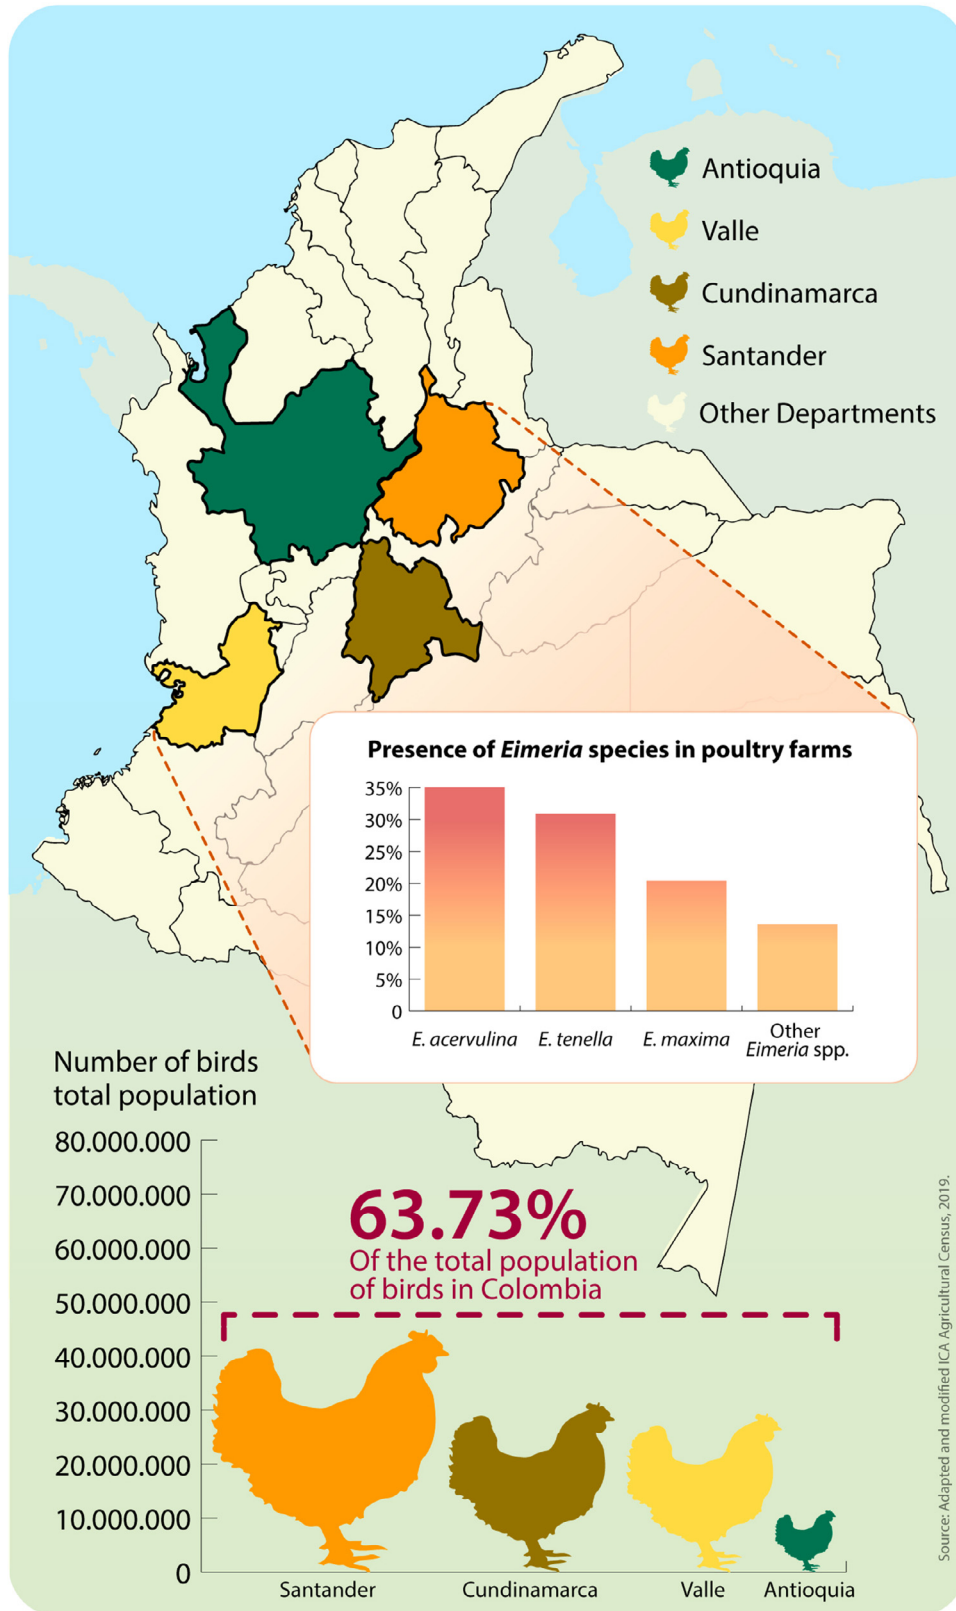 Antioquia
Valle
Cundinamarca
Santander
Other Departments
Presence of Eimeria species in poultry farms
35%
30%
25%
20%
15%
10%
5%
0
E. acervulina
E. tenella
E. maxima
Other
Eimeria spp.
Number of birds
total population
80.000.000
70.000.000
60.000.000
50.000.000
40.000.000
30.000.000
20.000.000
10.000.000
0
63.73%
Of the total population
of birds in Colombia
Santander
Cundinamarca
Valle
Antioquia
Source: Adapted and modified ICA Agricultural Census, 2019.